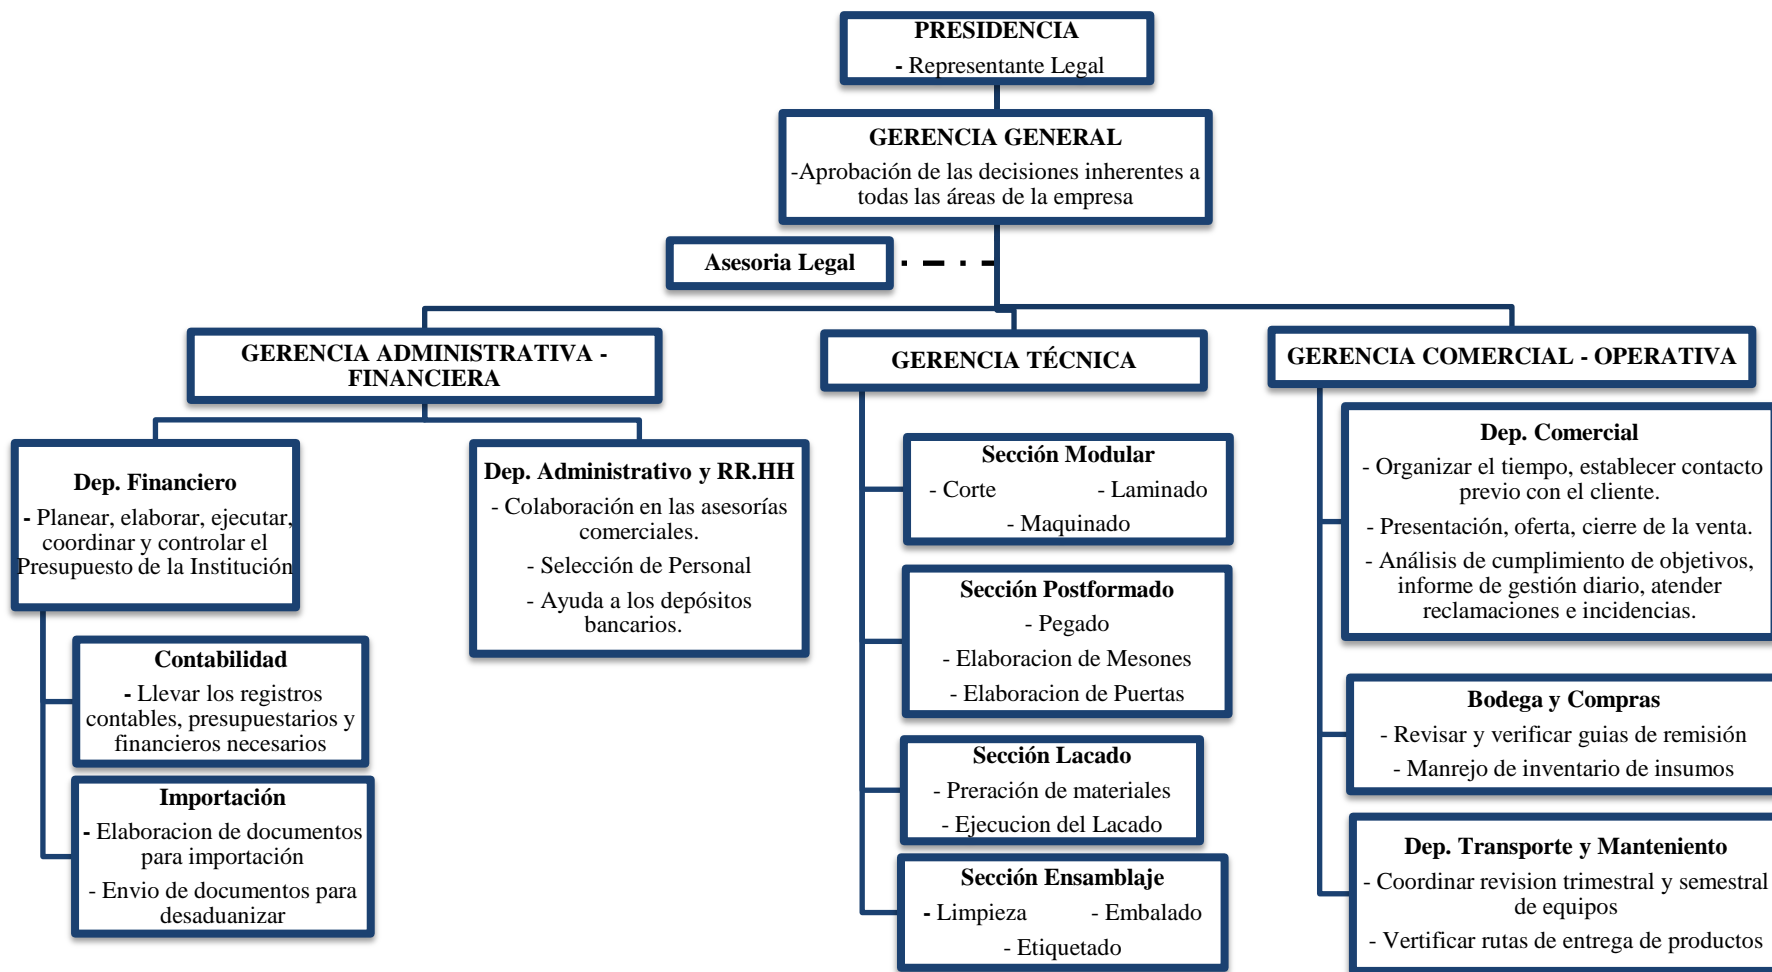 PRESIDENCIA
- Representante Legal
GERENCIA GENERAL
-Aprobación de las decisiones inherentes a
todas las áreas de la empresa
Asesoria Legal
GERENCIA ADMINISTRATIVA -
FINANCIERA
Dep. Financiero
- Planear, elaborar, ejecutar,
coordinar y controlar el
Presupuesto de la Institución
Contabilidad
- Llevar los registros
contables, presupuestarios y
financieros necesarios
Importación
- Elaboracion de documentos
para importación
- Envio de documentos para
desaduanizar
Dep. Administrativo y RR.HH
- Colaboración en las asesorías
comerciales.
- Selección de Personal
- Ayuda a los depósitos
bancarios.
GERENCIA TÉCNICA
Sección Modular
- Corte - Laminado
- Maquinado
Sección Postformado
- Pegado
- Elaboracion de Mesones
- Elaboracion de Puertas
Sección Lacado
- Preración de materiales
- Ejecucion del Lacado
Sección Ensamblaje
- Limpieza - Embalado
- Etiquetado
GERENCIA COMERCIAL - OPERATIVA
Dep. Comercial
- Organizar el tiempo, establecer contacto
previo con el cliente.
- Presentación, oferta, cierre de la venta.
- Análisis de cumplimiento de objetivos,
informe de gestión diario, atender
reclamaciones e incidencias.
Bodega y Compras
- Revisar y verificar guias de remisión
- Manrejo de inventario de insumos
Dep. Transporte y Manteniento
- Coordinar revision trimestral y semestral
de equipos
- Vertificar rutas de entrega de productos